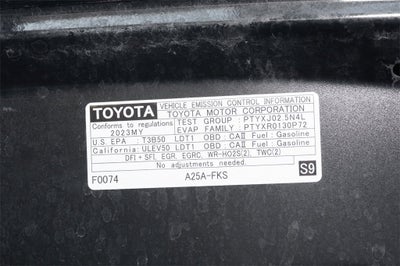 TOYOTA VEHICLE EMISSION CONTROL INFORMATION
TOYOTA MOTOR CORPORATION
Conforms to regulations: 2023MY
TEST GROUP : PTYXJ02.5N4L
EVAP FAMILY : PTYXR0130P72
U.S. EPA : T3B50 LDT1 OBD : CAII Fuel : Gasoline
California: ULEV50 LDT1 OBD : CAII Fuel : Gasoline
DFI + SFI, EGR, EGRC, WR-HO2S(2), TWC(2)
No adjustments needed.
F0074 A25A-FKS S9